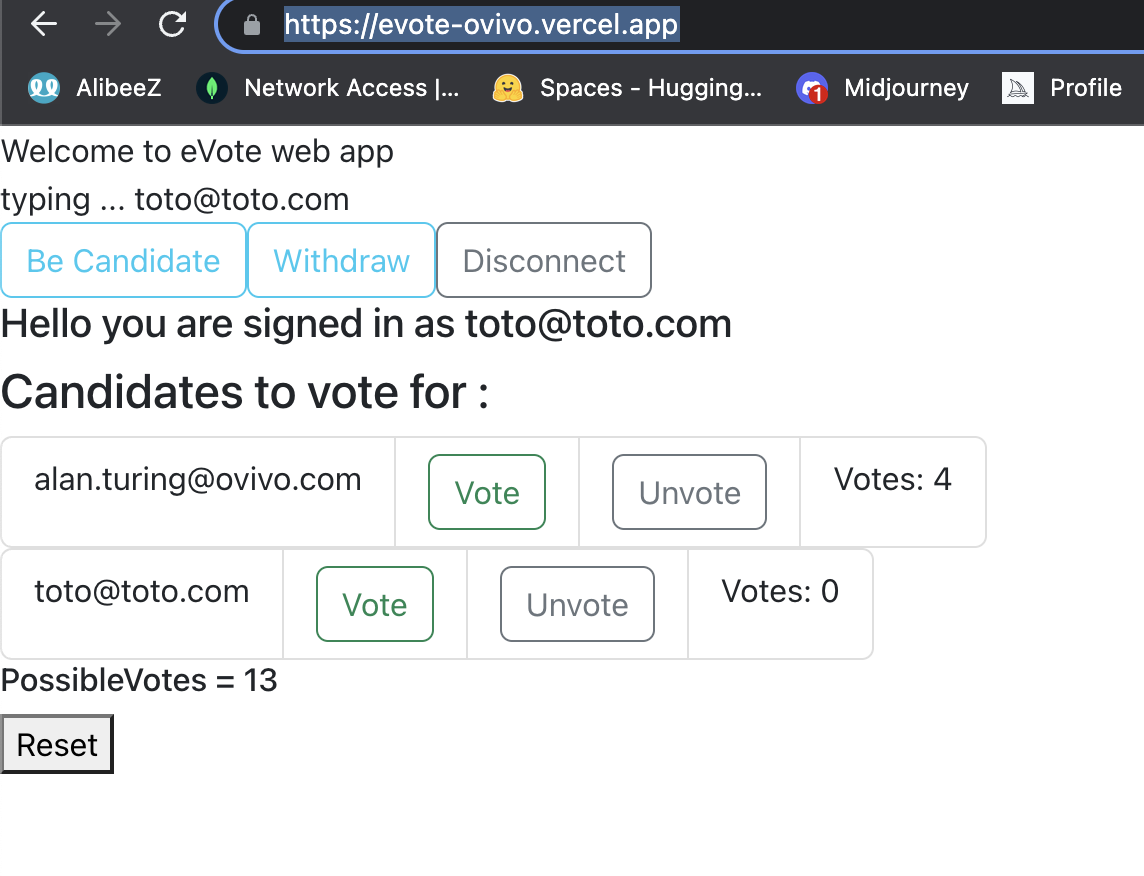 https://evote-ovivo.vercel.app
AlibeeZ Network Access |... Spaces - Hugging... 1 Midjourney Profile
Welcome to eVote web app
typing ... toto@toto.com
Be Candidate Withdraw Disconnect
Hello you are signed in as toto@toto.com
Candidates to vote for :
alan.turing@ovivo.com Vote Unvote Votes: 4
toto@toto.com Vote Unvote Votes: 0
PossibleVotes = 13
Reset